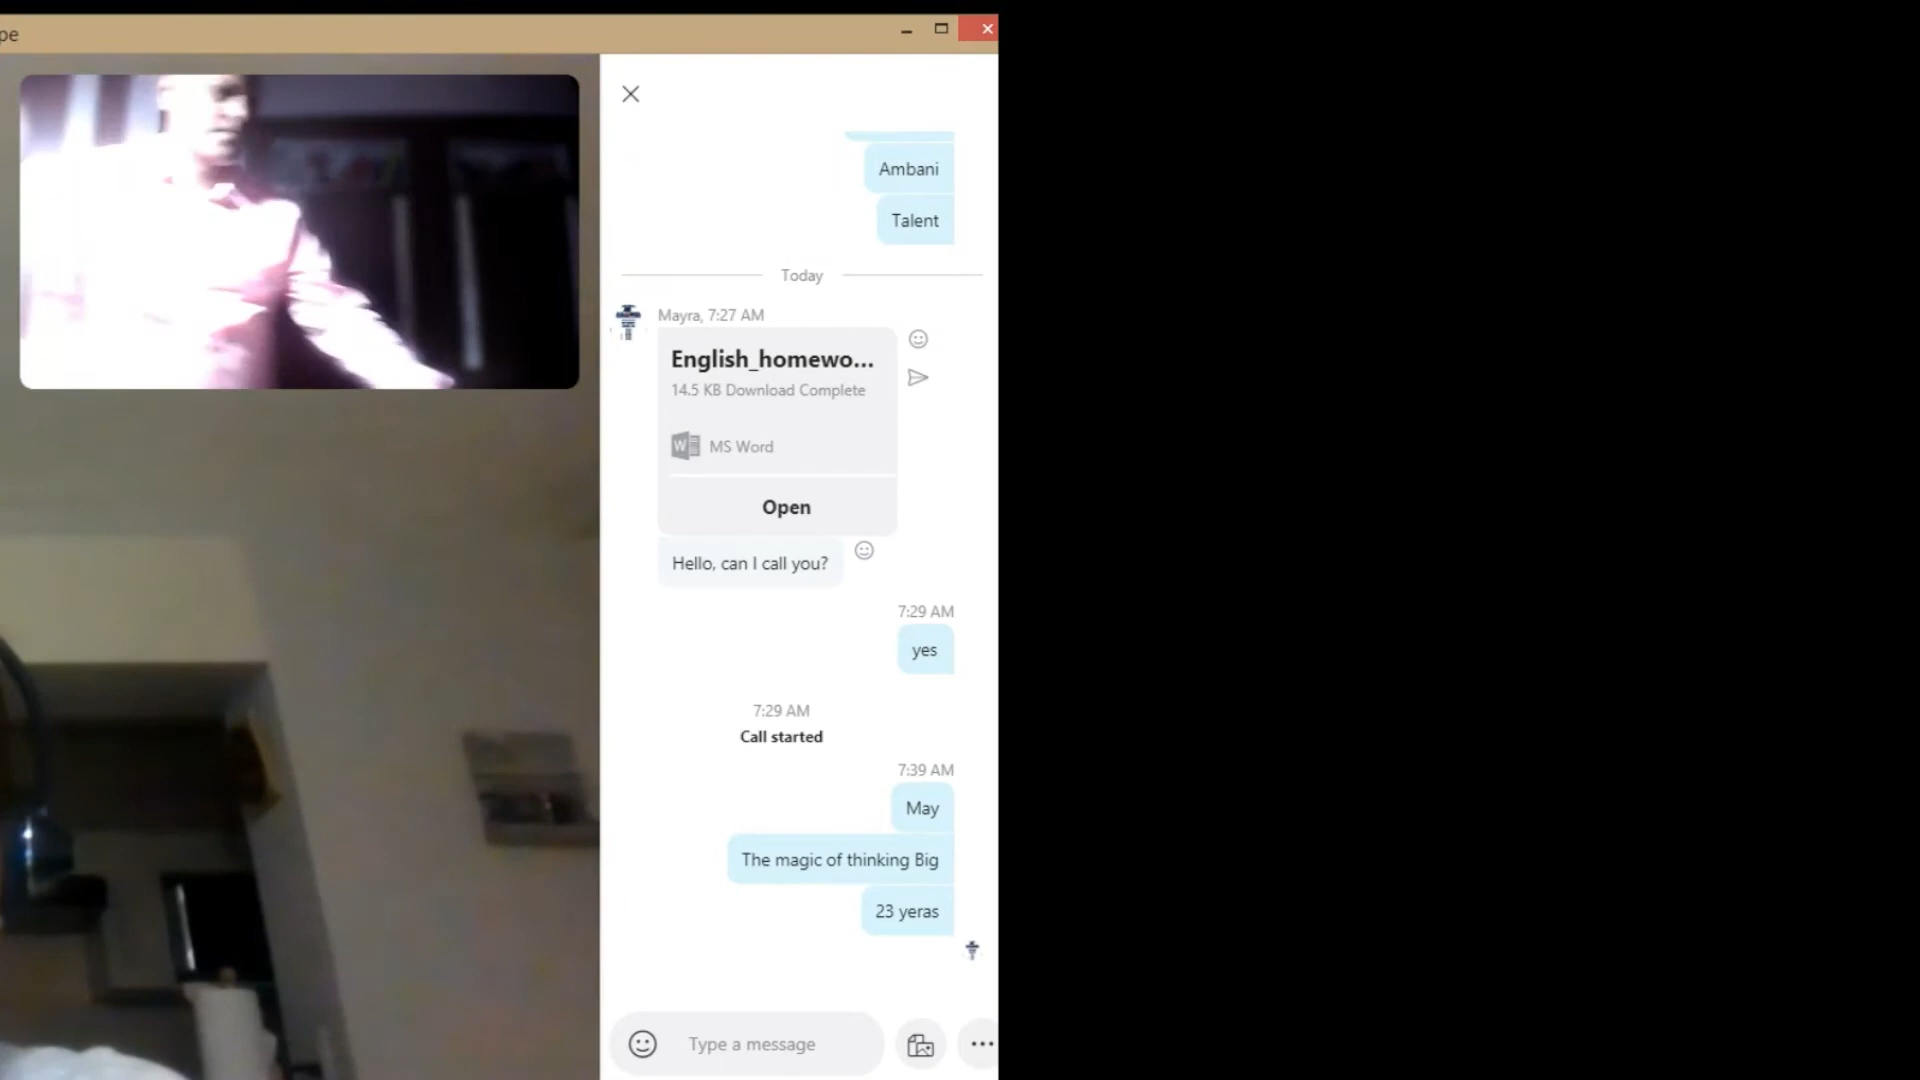 pe
Ambani
Talent
Today
Mayra, 7:27 AM
English_homewo...
14.5 KB Download Complete
W MS Word
Open
Hello, can I call you?
7:29 AM
yes
7:29 AM
Call started
7:39 AM
May
The magic of thinking Big
23 yeras
Type a message